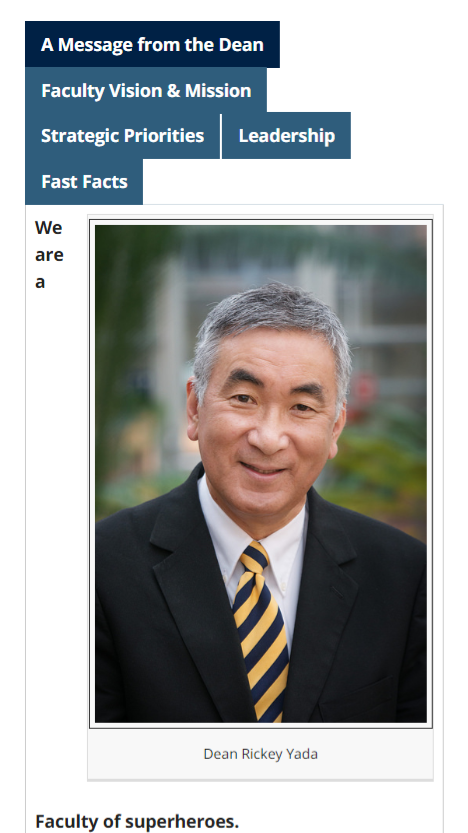 A Message from the Dean
Faculty Vision & Mission
Strategic Priorities
Leadership
Fast Facts
We
are
a
Dean Rickey Yada
Faculty of superheroes.